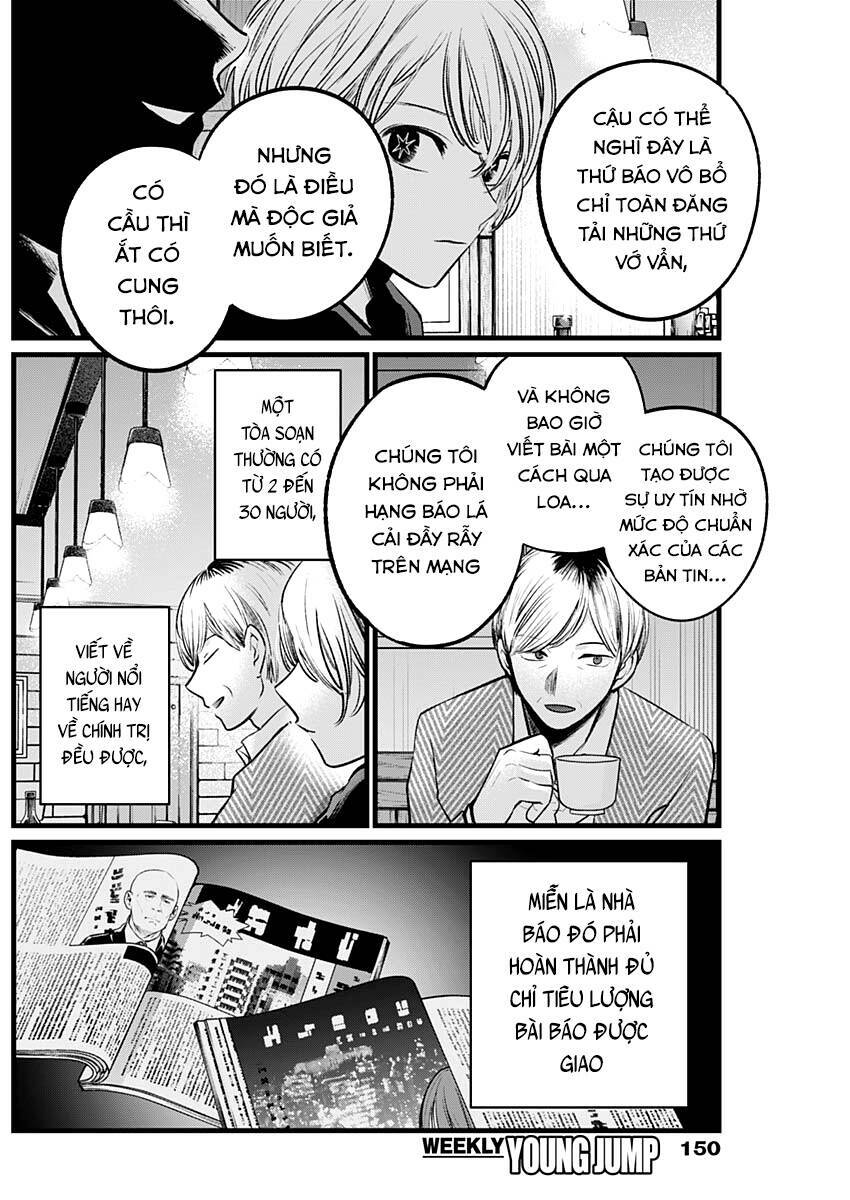 CẬU CÓ THỂ
NGHĨ ĐÂY LÀ
THỨ BÁO VÔ BỔ
CHỈ TOÀN ĐĂNG
TẢI NHỮNG THỨ
VỚ VẨN,
NHƯNG
ĐÓ LÀ ĐIỀU
MÀ ĐỘC GIẢ
MUỐN BIẾT.
CÓ
CẦU THÌ
ẮT CÓ
CUNG
THÔI.
CHÚNG TÔI
TẠO ĐƯỢC
SỰ UY TÍN NHỜ
MỨC ĐỘ CHUẨN
XÁC CỦA CÁC
BẢN TIN...
VÀ KHÔNG
BAO GIỜ
VIẾT BÀI MỘT
CÁCH QUA
LOA...
CHÚNG TÔI
KHÔNG PHẢI
HẠNG BÁO LÁ
CẢI ĐẦY RẪY
TRÊN MẠNG
MỘT
TÒA SOẠN
THƯỜNG CÓ
TỪ 2 ĐẾN
30 NGƯỜI,
VIẾT VỀ
NGƯỜI NỔI
TIẾNG HAY
VỀ CHÍNH TRỊ
ĐỀU ĐƯỢC,
MIỄN LÀ NHÀ
BÁO ĐÓ PHẢI
HOÀN THÀNH ĐỦ
CHỈ TIÊU LƯỢNG
BÀI BÁO ĐƯỢC
GIAO
WEEKLY YOUNG JUMP 150